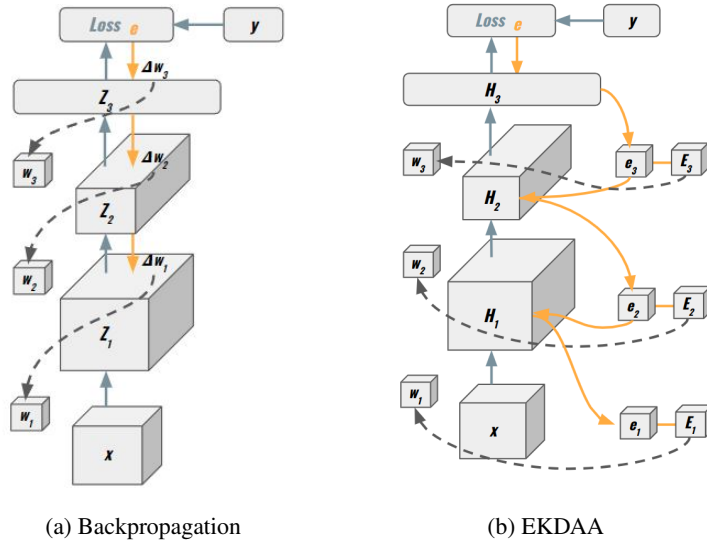 Loss e
y
Δw₃
Z₃
w₃
Δw₂
Z₂
w₂
Δw₁
Z₁
w₁
x
(a) Backpropagation
Loss e
y
H₃
w₃
e₃
E₃
H₂
w₂
e₂
E₂
H₁
w₁
e₁
E₁
x
(b) EKDAA